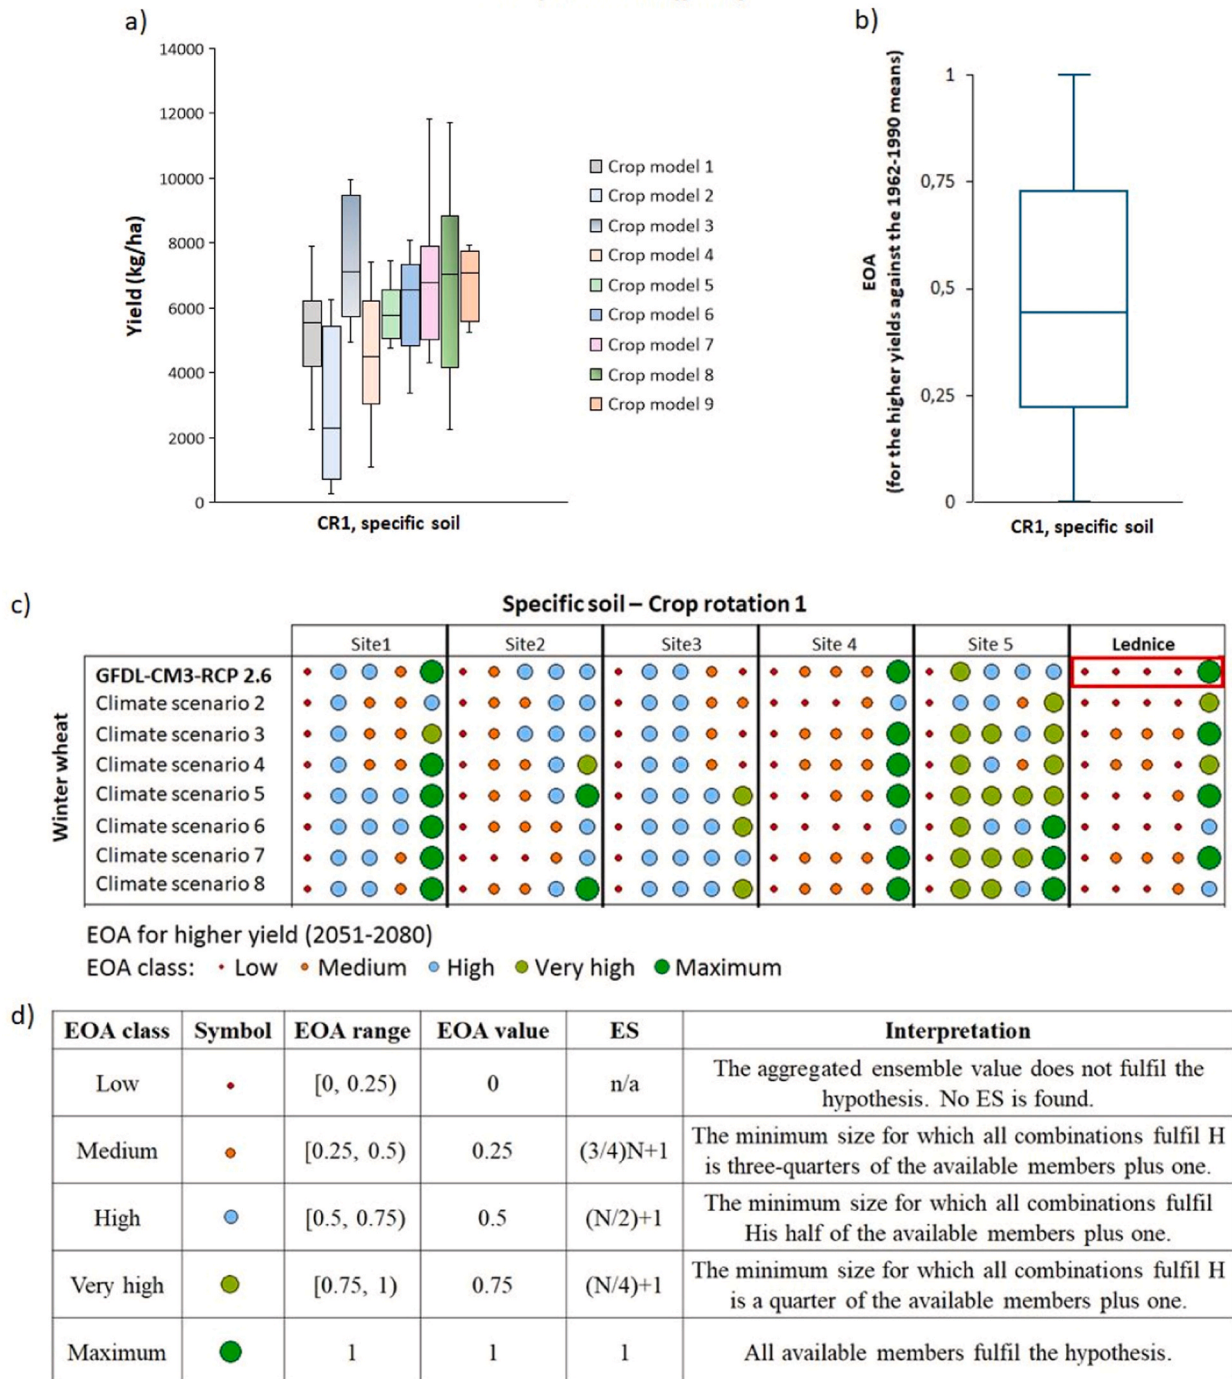 a)
14000
12000
10000
8000
6000
4000
2000
0
Yield (kg/ha)
CR1, specific soil
Crop model 1
Crop model 2
Crop model 3
Crop model 4
Crop model 5
Crop model 6
Crop model 7
Crop model 8
Crop model 9
b)
EOA
(for the higher yields against the 1962-1990 means)
1
0,75
0,5
0,25
0
CR1, specific soil
c)
Specific soil – Crop rotation 1
Site1 Site2 Site3 Site 4 Site 5 Lednice
Winter wheat
GFDL-CM3-RCP 2.6
Climate scenario 2
Climate scenario 3
Climate scenario 4
Climate scenario 5
Climate scenario 6
Climate scenario 7
Climate scenario 8
EOA for higher yield (2051-2080)
EOA class: Low Medium High Very high Maximum
d)
EOA class Symbol EOA range EOA value ES Interpretation
Low [0, 0.25) 0 n/a The aggregated ensemble value does not fulfil the
hypothesis. No ES is found.
Medium [0.25, 0.5) 0.25 (3/4)N+1 The minimum size for which all combinations fulfil H
is three-quarters of the available members plus one.
High [0.5, 0.75) 0.5 (N/2)+1 The minimum size for which all combinations fulfil
His half of the available members plus one.
Very high [0.75, 1) 0.75 (N/4)+1 The minimum size for which all combinations fulfil H
is a quarter of the available members plus one.
Maximum 1 1 1 All available members fulfil the hypothesis.